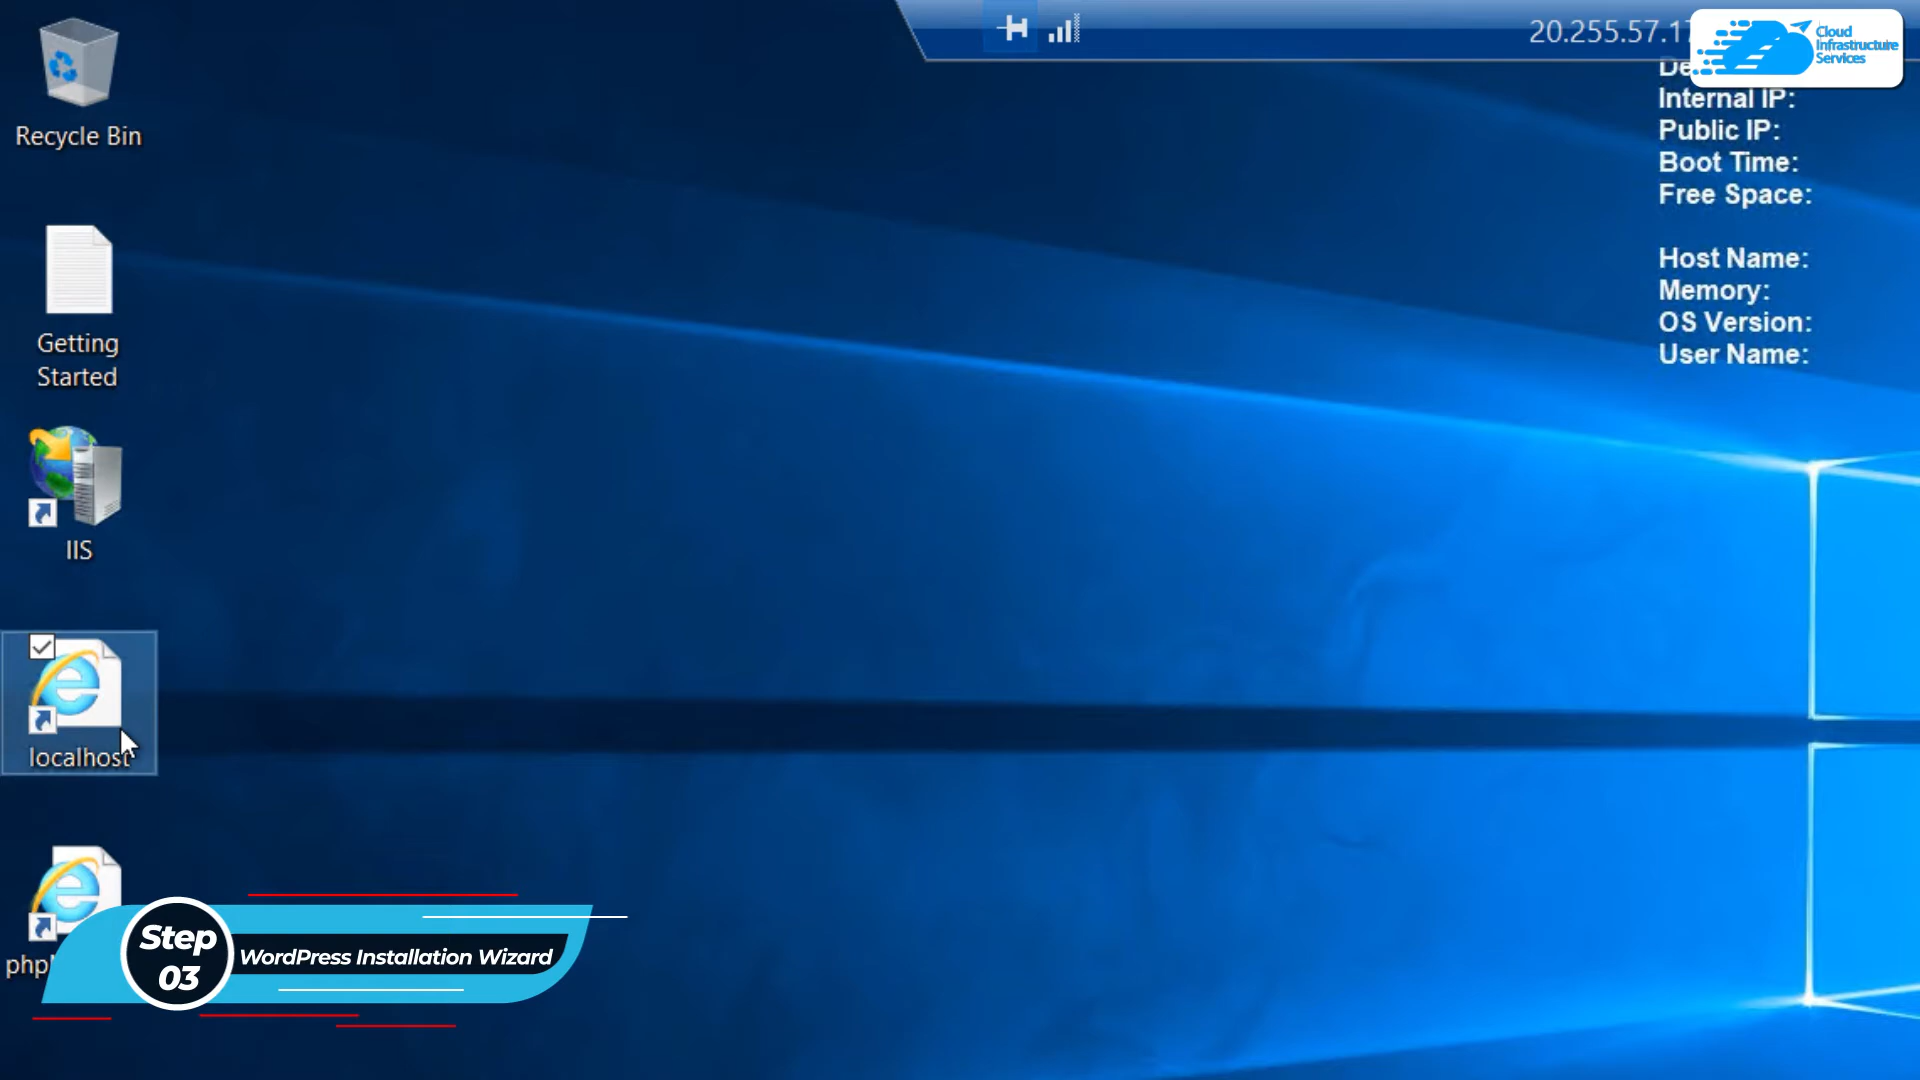 20.255.57.1
Cloud
Infrastructure
Services
Internal IP:
Public IP:
Boot Time:
Free Space:
Host Name:
Memory:
OS Version:
User Name:
Recycle Bin
Getting
Started
IIS
localhost
Step
03
WordPress Installation Wizard